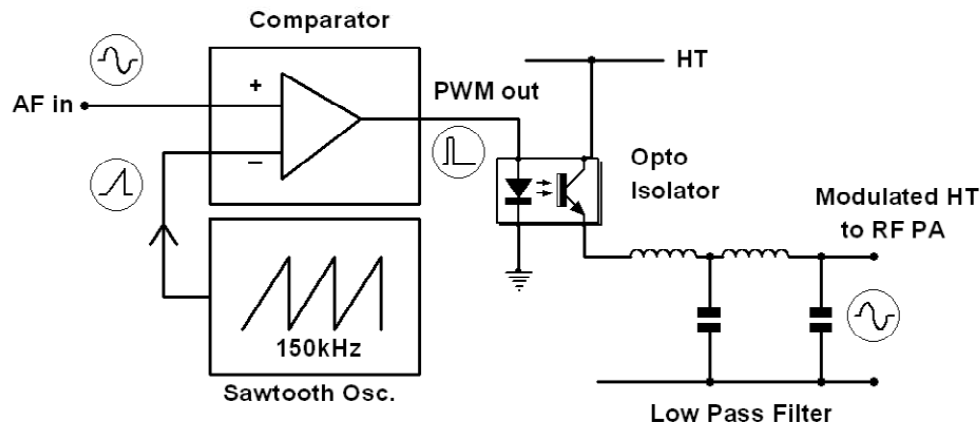 Comparator
HT
AF in
+
PWM out
−
Opto
Isolator
Modulated HT
to RF PA
150kHz
Sawtooth Osc.
Low Pass Filter